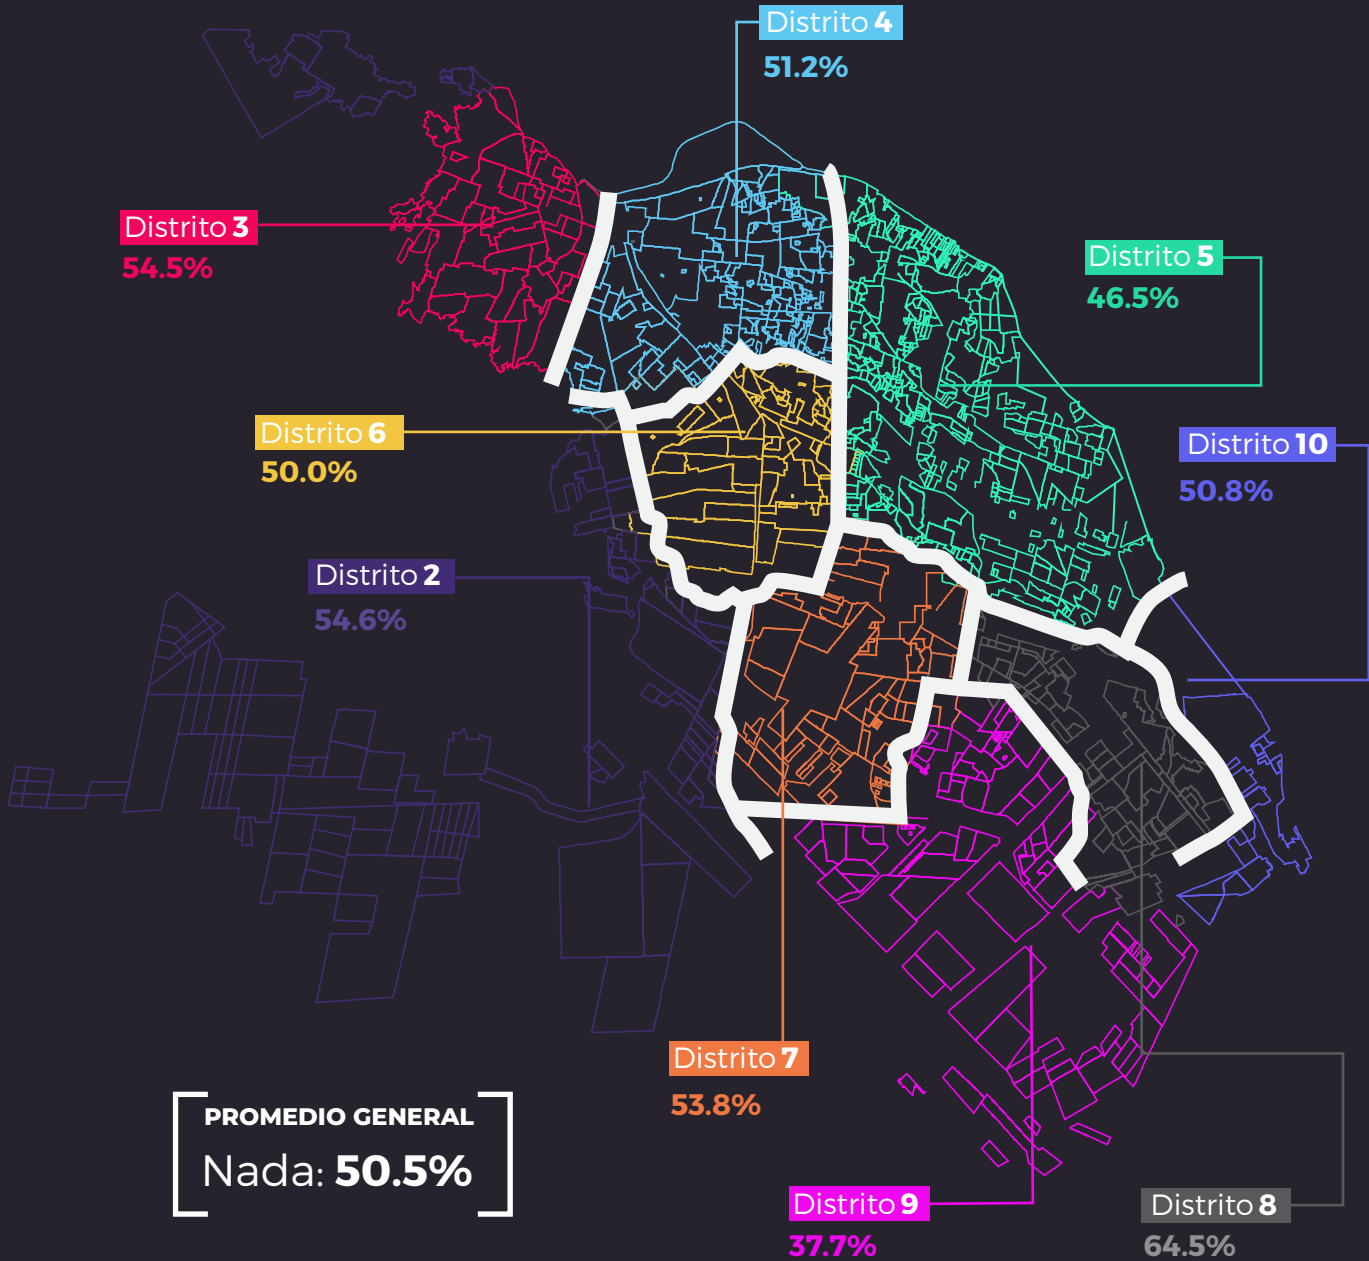 Distrito 4
51.2%
Distrito 3
54.5%
Distrito 5
46.5%
Distrito 6
50.0%
Distrito 10
50.8%
Distrito 2
54.6%
Distrito 7
53.8%
PROMEDIO GENERAL
Nada: 50.5%
Distrito 9
37.7%
Distrito 8
64.5%